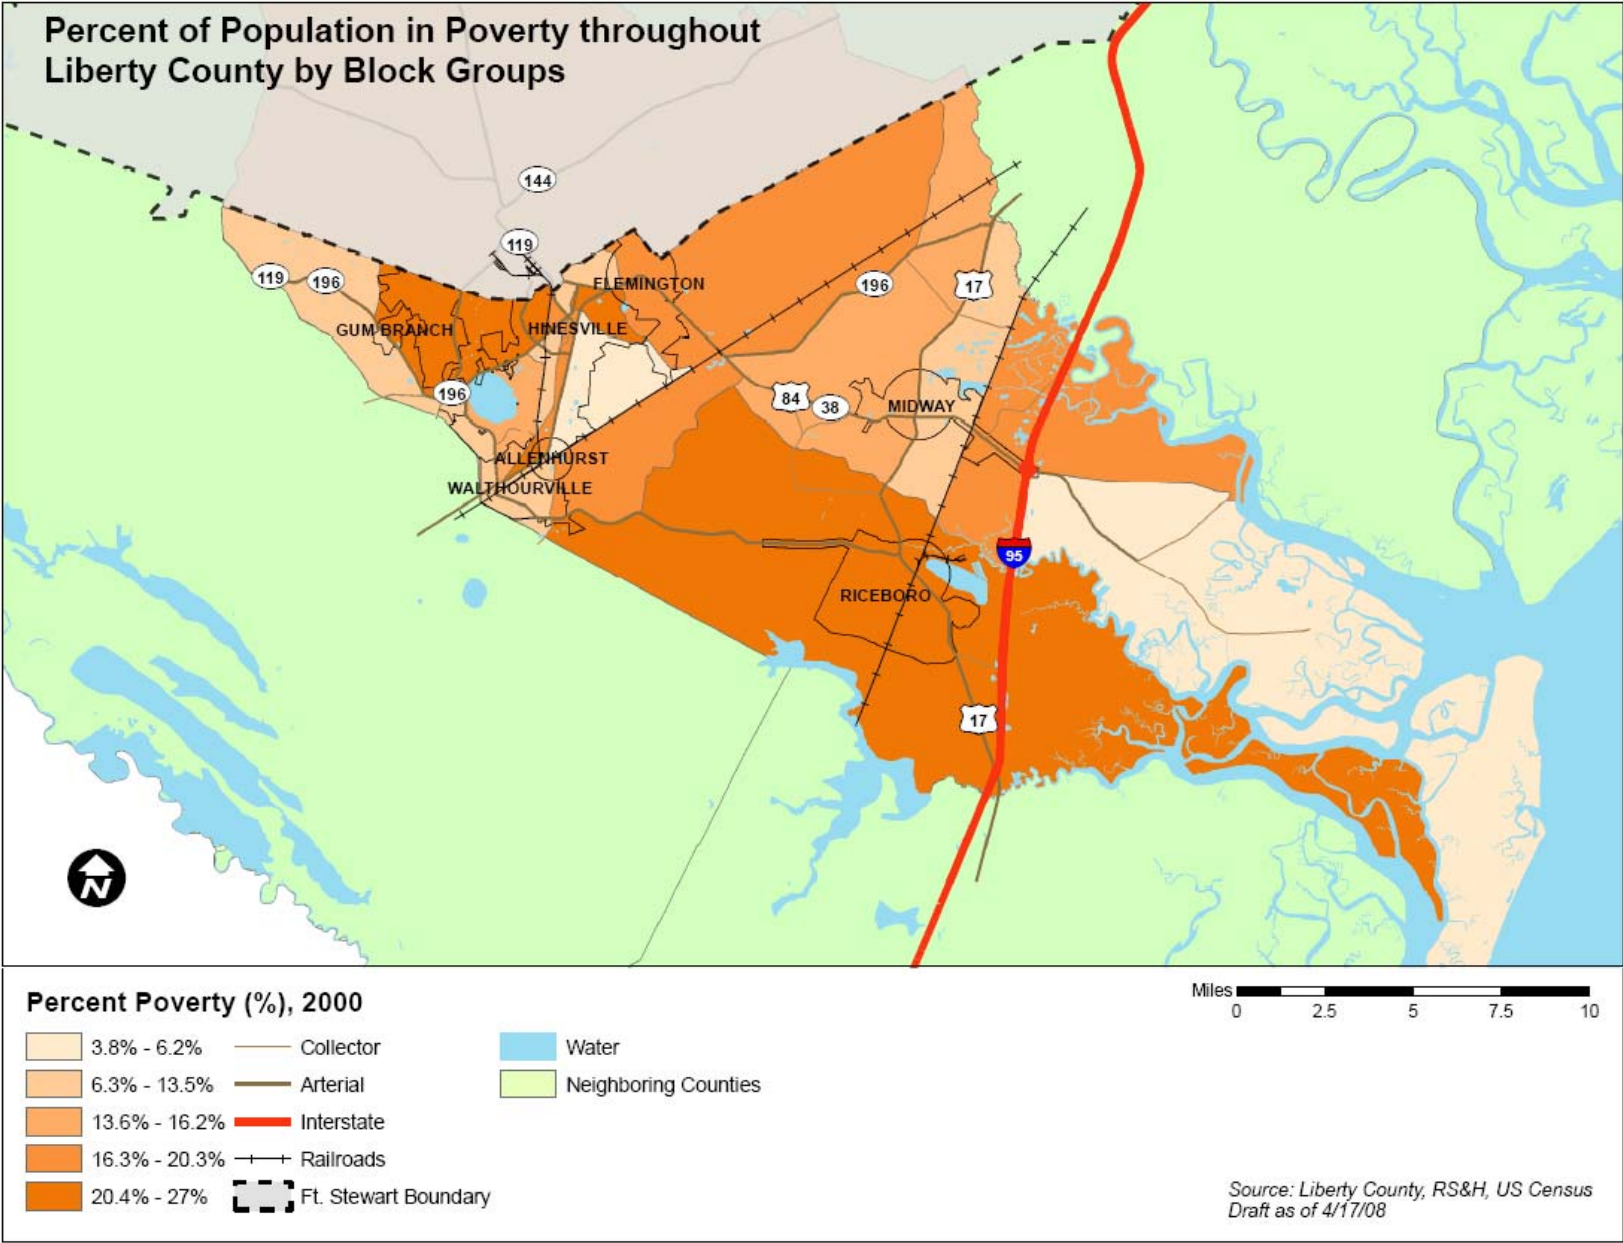 Percent of Population in Poverty throughout
Liberty County by Block Groups
144
119
119
196
FLEMINGTON
196
17
GUM BRANCH
HINESVILLE
196
84
38
MIDWAY
ALLENHURST
WALTHOURVILLE
95
RICEBORO
17
N
Percent Poverty (%), 2000
3.8% - 6.2%
6.3% - 13.5%
13.6% - 16.2%
16.3% - 20.3%
20.4% - 27%
Collector
Arterial
Interstate
Railroads
Ft. Stewart Boundary
Water
Neighboring Counties
Miles
0 2.5 5 7.5 10
Source: Liberty County, RS&H, US Census
Draft as of 4/17/08